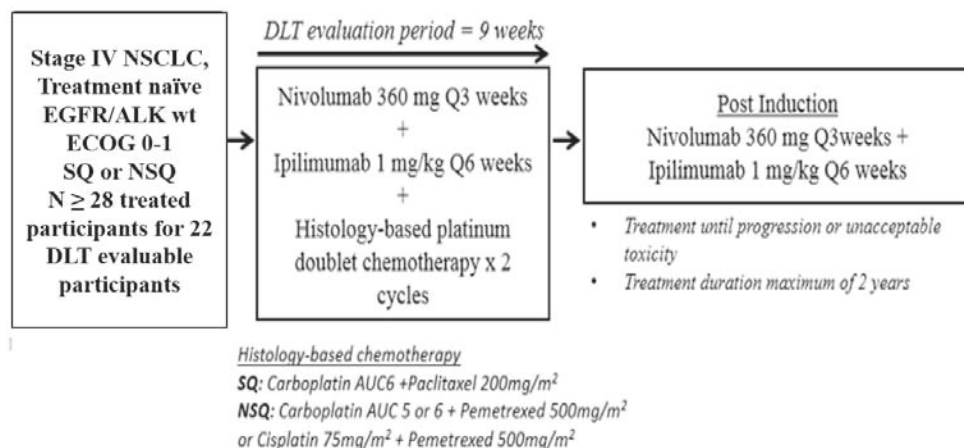 DLT evaluation period = 9 weeks
Stage IV NSCLC,
Treatment naïve
EGFR/ALK wt
ECOG 0-1
SQ or NSQ
N ≥ 28 treated
participants for 22
DLT evaluable
participants
Nivolumab 360 mg Q3 weeks
+
Ipilimumab 1 mg/kg Q6 weeks
+
Histology-based platinum
doublet chemotherapy x 2
cycles
Post Induction
Nivolumab 360 mg Q3weeks +
Ipilimumab 1 mg/kg Q6 weeks
• Treatment until progression or unacceptable
toxicity
• Treatment duration maximum of 2 years
Histology-based chemotherapy
SQ: Carboplatin AUC6 +Paclitaxel 200mg/m²
NSQ: Carboplatin AUC 5 or 6 + Pemetrexed 500mg/m²
or Cisplatin 75mg/m² + Pemetrexed 500mg/m²